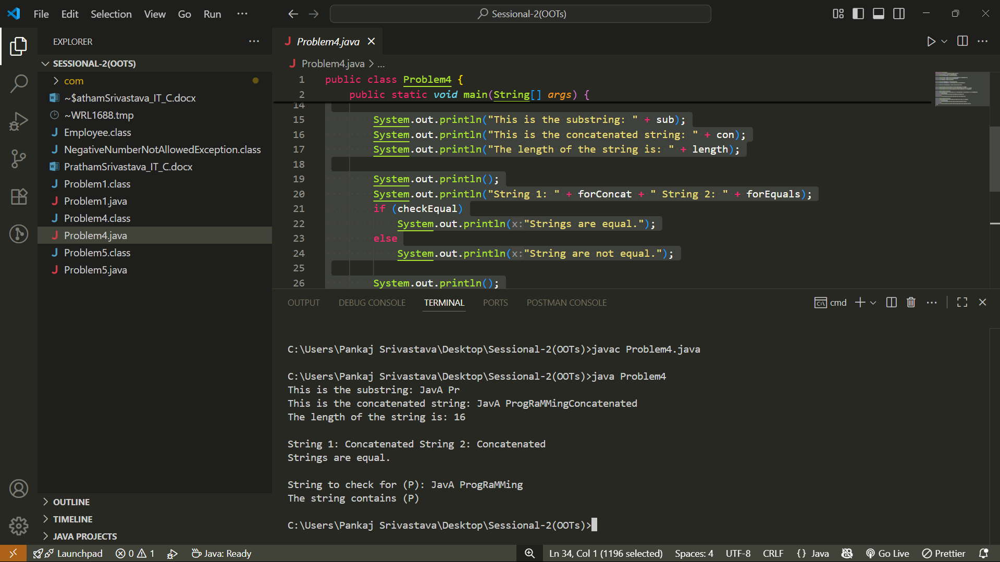 File Edit Selection View Go Run ···
Sessional-2(OOTs)
EXPLORER ···
SESSIONAL-2(OOTS)
com
~$athamSrivastava_IT_C.docx
~WRL1688.tmp
Employee.class
NegativeNumberNotAllowedException.class
PrathamSrivastava_IT_C.docx
Problem1.class
Problem1.java
Problem4.class
Problem4.java
Problem5.class
Problem5.java
OUTLINE
TIMELINE
JAVA PROJECTS
Problem4.java
Problem4.java > ...
1 public class Problem4 {
2 public static void main(String[] args) {
14
15 System.out.println("This is the substring: " + sub);
16 System.out.println("This is the concatenated string: " + con);
17 System.out.println("The length of the string is: " + length);
18
19 System.out.println();
20 System.out.println("String 1: " + forConcat + " String 2: " + forEquals);
21 if (checkEqual)
22 System.out.println(x:"Strings are equal.");
23 else
24 System.out.println(x:"String are not equal.");
25
26 System.out.println();
OUTPUT DEBUG CONSOLE TERMINAL PORTS POSTMAN CONSOLE
cmd
C:\Users\Pankaj Srivastava\Desktop\Sessional-2(OOTs)>javac Problem4.java
C:\Users\Pankaj Srivastava\Desktop\Sessional-2(OOTs)>java Problem4
This is the substring: JavA Pr
This is the concatenated string: JavA ProgRaMMingConcatenated
The length of the string is: 16
String 1: Concatenated String 2: Concatenated
Strings are equal.
String to check for (P): JavA ProgRaMMing
The string contains (P)
C:\Users\Pankaj Srivastava\Desktop\Sessional-2(OOTs)>
Launchpad 0 1 Java: Ready Ln 34, Col 1 (1196 selected) Spaces: 4 UTF-8 CRLF {} Java Go Live Prettier